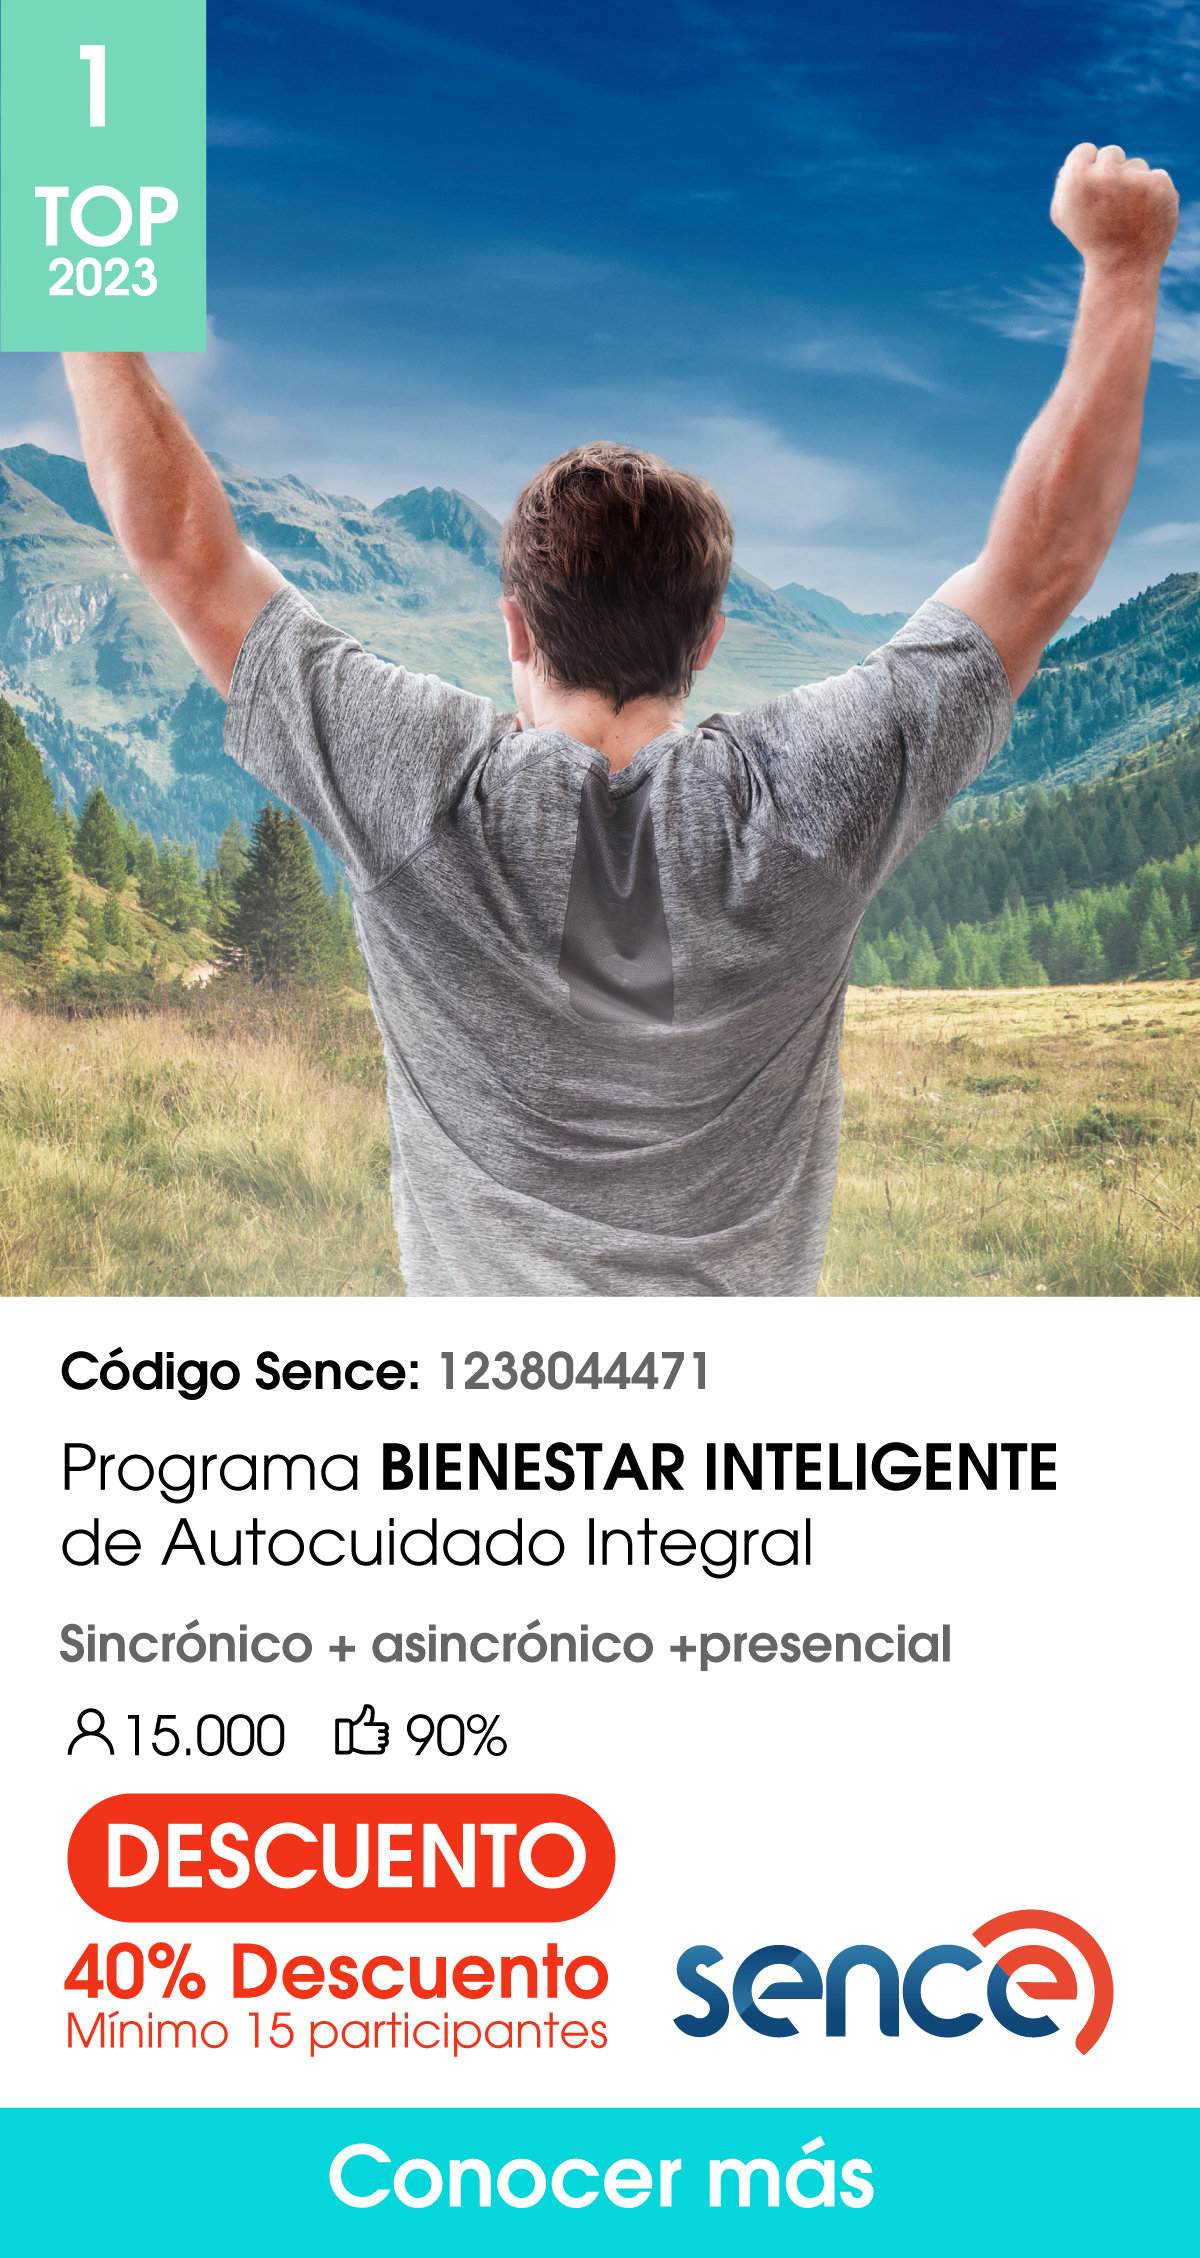 1
TOP
2023
Código Sence: 1238044471
Programa BIENESTAR INTELIGENTE
de Autocuidado Integral
Sincrónico + asincrónico +presencial
15.000 90%
DESCUENTO
40% Descuento
Mínimo 15 participantes
sence
Conocer más